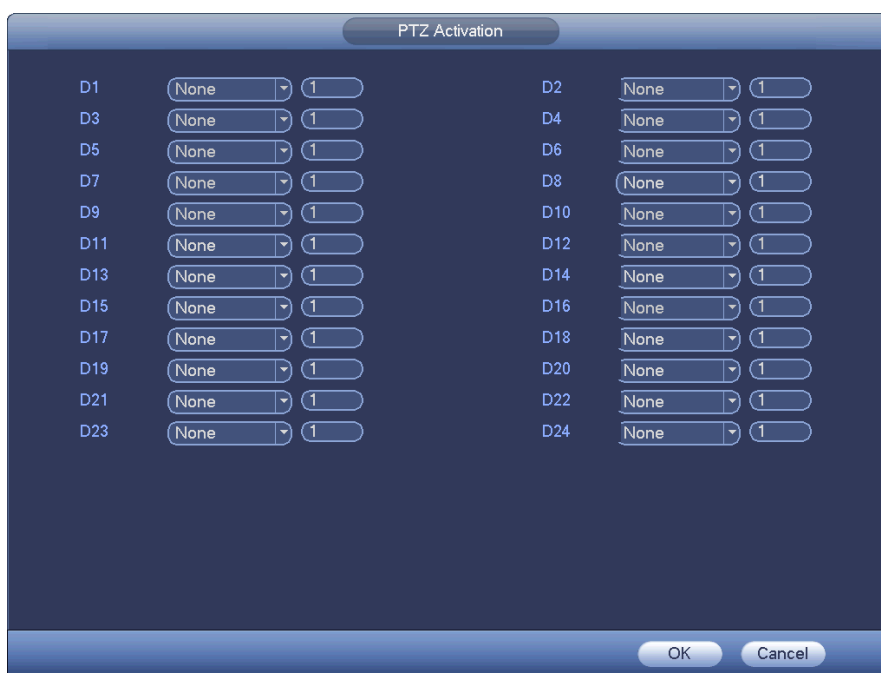 PTZ Activation
D1 None 1 D2 None 1
D3 None 1 D4 None 1
D5 None 1 D6 None 1
D7 None 1 D8 None 1
D9 None 1 D10 None 1
D11 None 1 D12 None 1
D13 None 1 D14 None 1
D15 None 1 D16 None 1
D17 None 1 D18 None 1
D19 None 1 D20 None 1
D21 None 1 D22 None 1
D23 None 1 D24 None 1
OK Cancel